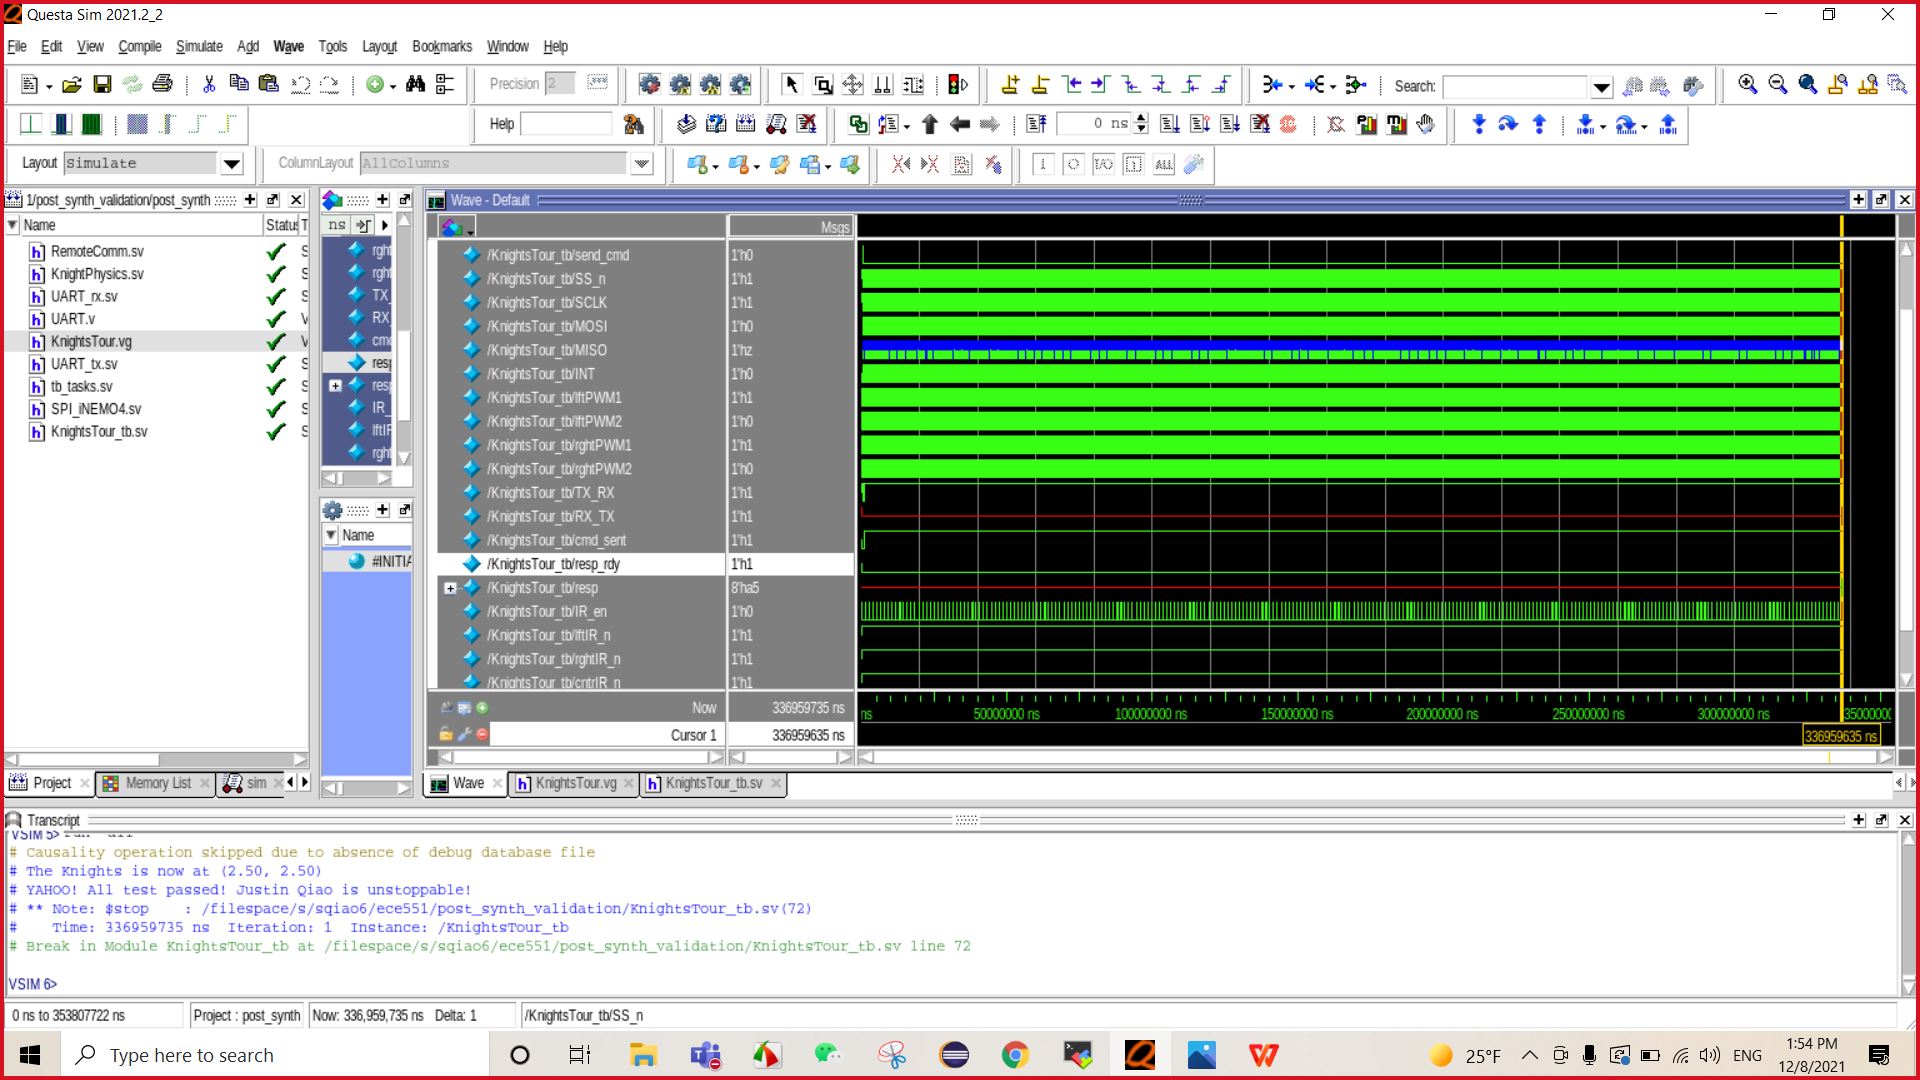 Questa Sim 2021.2_2
File Edit View Compile Simulate Add Wave Tools Layout Bookmarks Window Help
Precision 2
Search:
Help
0 ns
Layout Simulate
ColumnLayout AllColumns
1/post_synth_validation/post_synth
Wave - Default
Name Status T
ns
Msgs
RemoteComm.sv S
KnightPhysics.sv S
UART_rx.sv S
UART.v V
KnightsTour.vg V
UART_tx.sv S
tb_tasks.sv S
SPI_iNEMO4.sv S
KnightsTour_tb.sv S
rght
rght
TX_
RX_
cmd
resp
resp
IR_
lftIF
rght
Name
#INITIA
/KnightsTour_tb/send_cmd 1'h0
/KnightsTour_tb/SS_n 1'h1
/KnightsTour_tb/SCLK 1'h1
/KnightsTour_tb/MOSI 1'h0
/KnightsTour_tb/MISO 1'hz
/KnightsTour_tb/INT 1'h0
/KnightsTour_tb/lftPWM1 1'h1
/KnightsTour_tb/lftPWM2 1'h0
/KnightsTour_tb/rghtPWM1 1'h1
/KnightsTour_tb/rghtPWM2 1'h0
/KnightsTour_tb/TX_RX 1'h1
/KnightsTour_tb/RX_TX 1'h1
/KnightsTour_tb/cmd_sent 1'h1
/KnightsTour_tb/resp_rdy 1'h1
/KnightsTour_tb/resp 8'ha5
/KnightsTour_tb/IR_en 1'h0
/KnightsTour_tb/lftIR_n 1'h1
/KnightsTour_tb/rghtIR_n 1'h1
/KnightsTour_tb/cntrIR_n 1'h1
Now 336959735 ns
ns 50000000 ns 100000000 ns 150000000 ns 200000000 ns 250000000 ns 300000000 ns 35000000
Cursor 1 336959635 ns
336959635 ns
Project Memory List sim
Wave KnightsTour.vg KnightsTour_tb.sv
Transcript
VSIM 5> run -all
# Causality operation skipped due to absence of debug database file
# The Knights is now at (2.50, 2.50)
# YAHOO! All test passed! Justin Qiao is unstoppable!
# ** Note: $stop    : /filespace/s/sqiao6/ece551/post_synth_validation/KnightsTour_tb.sv(72)
#    Time: 336959735 ns  Iteration: 1  Instance: /KnightsTour_tb
# Break in Module KnightsTour_tb at /filespace/s/sqiao6/ece551/post_synth_validation/KnightsTour_tb.sv line 72
VSIM 6>
0 ns to 353807722 ns Project : post_synth Now: 336,959,735 ns Delta: 1 /KnightsTour_tb/SS_n
Type here to search
25°F
ENG
1:54 PM
12/8/2021